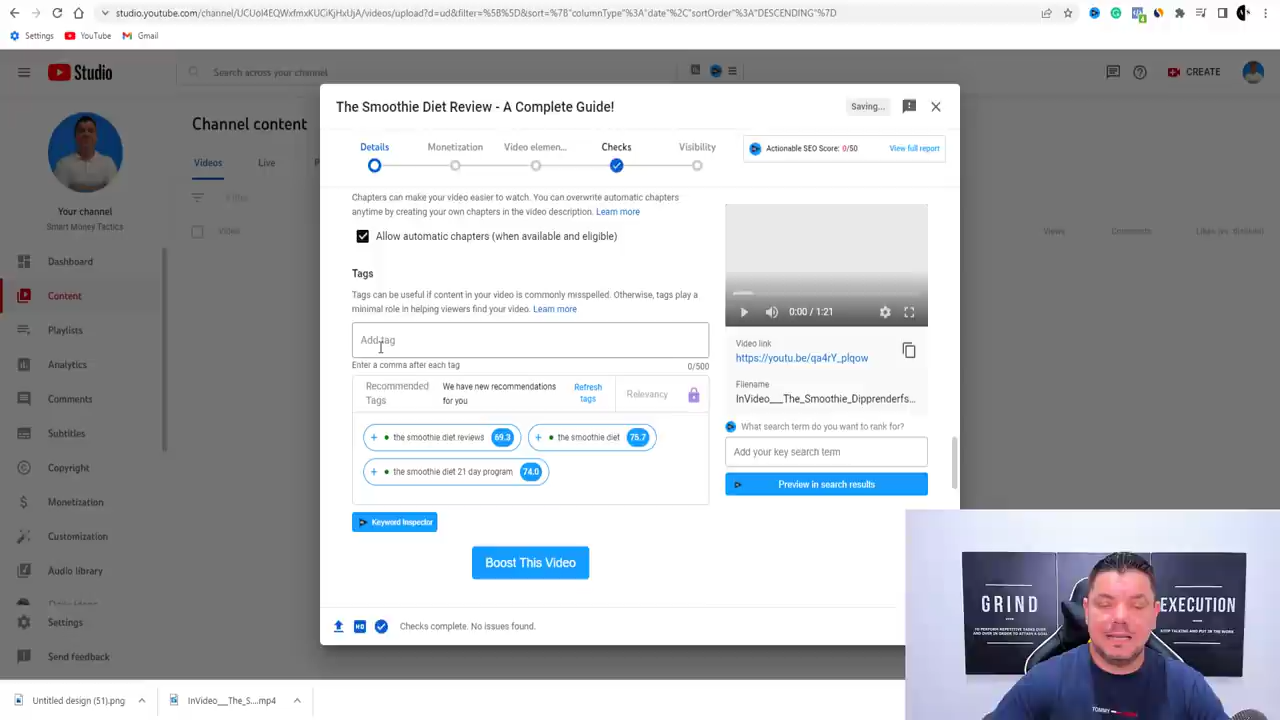 studio.youtube.com/channel/UCUoI4EQWxfmxKUCiKjHxUjA/videos/upload?d=ud&filter=%5B%5D&sort=%7B"columnType"%3A"date"%2C"sortOrder"%3A"DESCENDING"%7D
Settings
YouTube
Gmail
Studio
Search across your channel
CREATE
Your channel
Smart Money Tactics
Dashboard
Content
Playlists
Analytics
Comments
Subtitles
Copyright
Monetization
Customization
Audio library
Settings
Send feedback
Channel content
Videos
Live
Filter
Video
Views
Comments
Likes (vs. dislikes)
The Smoothie Diet Review - A Complete Guide!
Saving...
Details
Monetization
Video elemen...
Checks
Visibility
Actionable SEO Score: 0/50
View full report
Chapters can make your video easier to watch. You can overwrite automatic chapters
anytime by creating your own chapters in the video description. Learn more
Allow automatic chapters (when available and eligible)
Tags
Tags can be useful if content in your video is commonly misspelled. Otherwise, tags play a
minimal role in helping viewers find your video. Learn more
Add tag
Enter a comma after each tag
0/500
Recommended
Tags
We have new recommendations
for you
Refresh
tags
Relevancy
+ the smoothie diet reviews 69.3
+ the smoothie diet 75.7
+ the smoothie diet 21 day program 74.0
Keyword Inspector
Boost This Video
0:00 / 1:21
Video link
https://youtu.be/qa4rY_plqow
Filename
InVideo___The_Smoothie_Dipprenderfs...
What search term do you want to rank for?
Add your key search term
Preview in search results
HD
Checks complete. No issues found.
Untitled design (51).png
InVideo___The_S....mp4
GRIND
EXECUTION
TOMMY